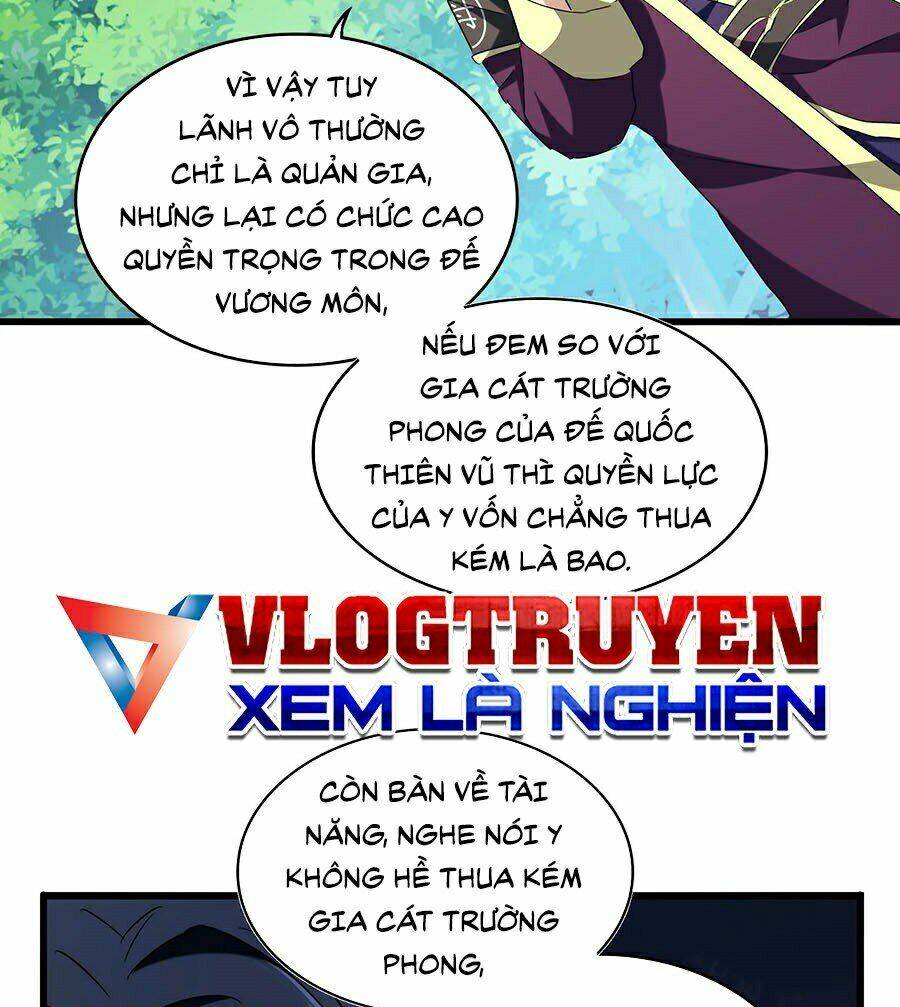 VÌ VẬY TUY
LÃNH VÔ THƯỜNG
CHỈ LÀ QUẢN GIA,
NHƯNG LẠI CÓ CHỨC CAO
QUYỀN TRỌNG TRONG ĐẾ
VƯƠNG MÔN,
NẾU ĐEM SO VỚI
GIA CÁT TRƯỜNG
PHONG CỦA ĐẾ QUỐC
THIÊN VŨ THÌ QUYỀN LỰC
CỦA Y VỐN CHẲNG THUA
KÉM LÀ BAO.
VLOGTRUYEN
XEM LÀ NGHIỆN
CÒN BÀN VỀ TÀI
NĂNG, NGHE NÓI Y
KHÔNG HỀ THUA KÉM
GIA CÁT TRƯỜNG
PHONG,